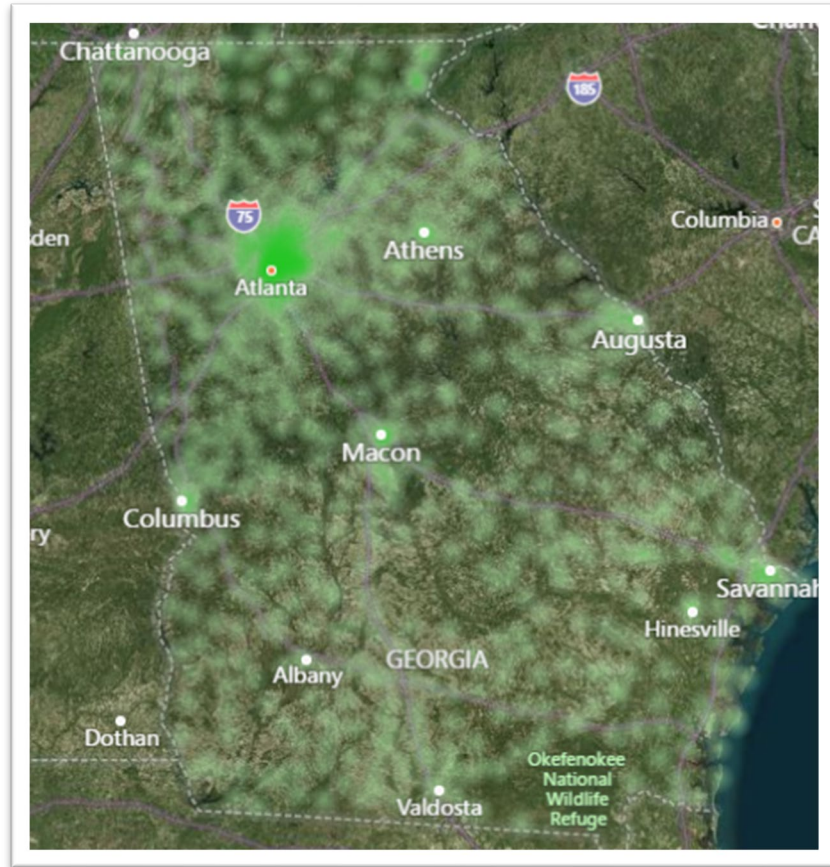 Chattanooga
185
75
Columbia
Athens
Atlanta
Augusta
Macon
Columbus
Savannah
Hinesville
GEORGIA
Albany
Dothan
Okefenokee
National
Wildlife
Refuge
Valdosta